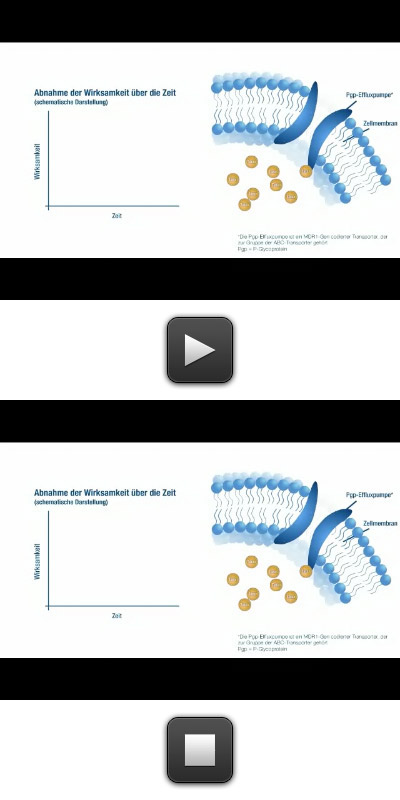 Abnahme der Wirksamkeit über die Zeit
(schematische Darstellung)
Wirksamkeit
Zeit
Pgp-Effluxpumpe*
Zellmembran
*Die Pgp-Effluxpumpe ist ein MDR1-Gen codierter Transporter, der
zur Gruppe der ABC-Transporter gehört
Pgp = P-Glycoprotein
Abnahme der Wirksamkeit über die Zeit
(schematische Darstellung)
Wirksamkeit
Zeit
Pgp-Effluxpumpe*
Zellmembran
*Die Pgp-Effluxpumpe ist ein MDR1-Gen codierter Transporter, der
zur Gruppe der ABC-Transporter gehört
Pgp = P-Glycoprotein